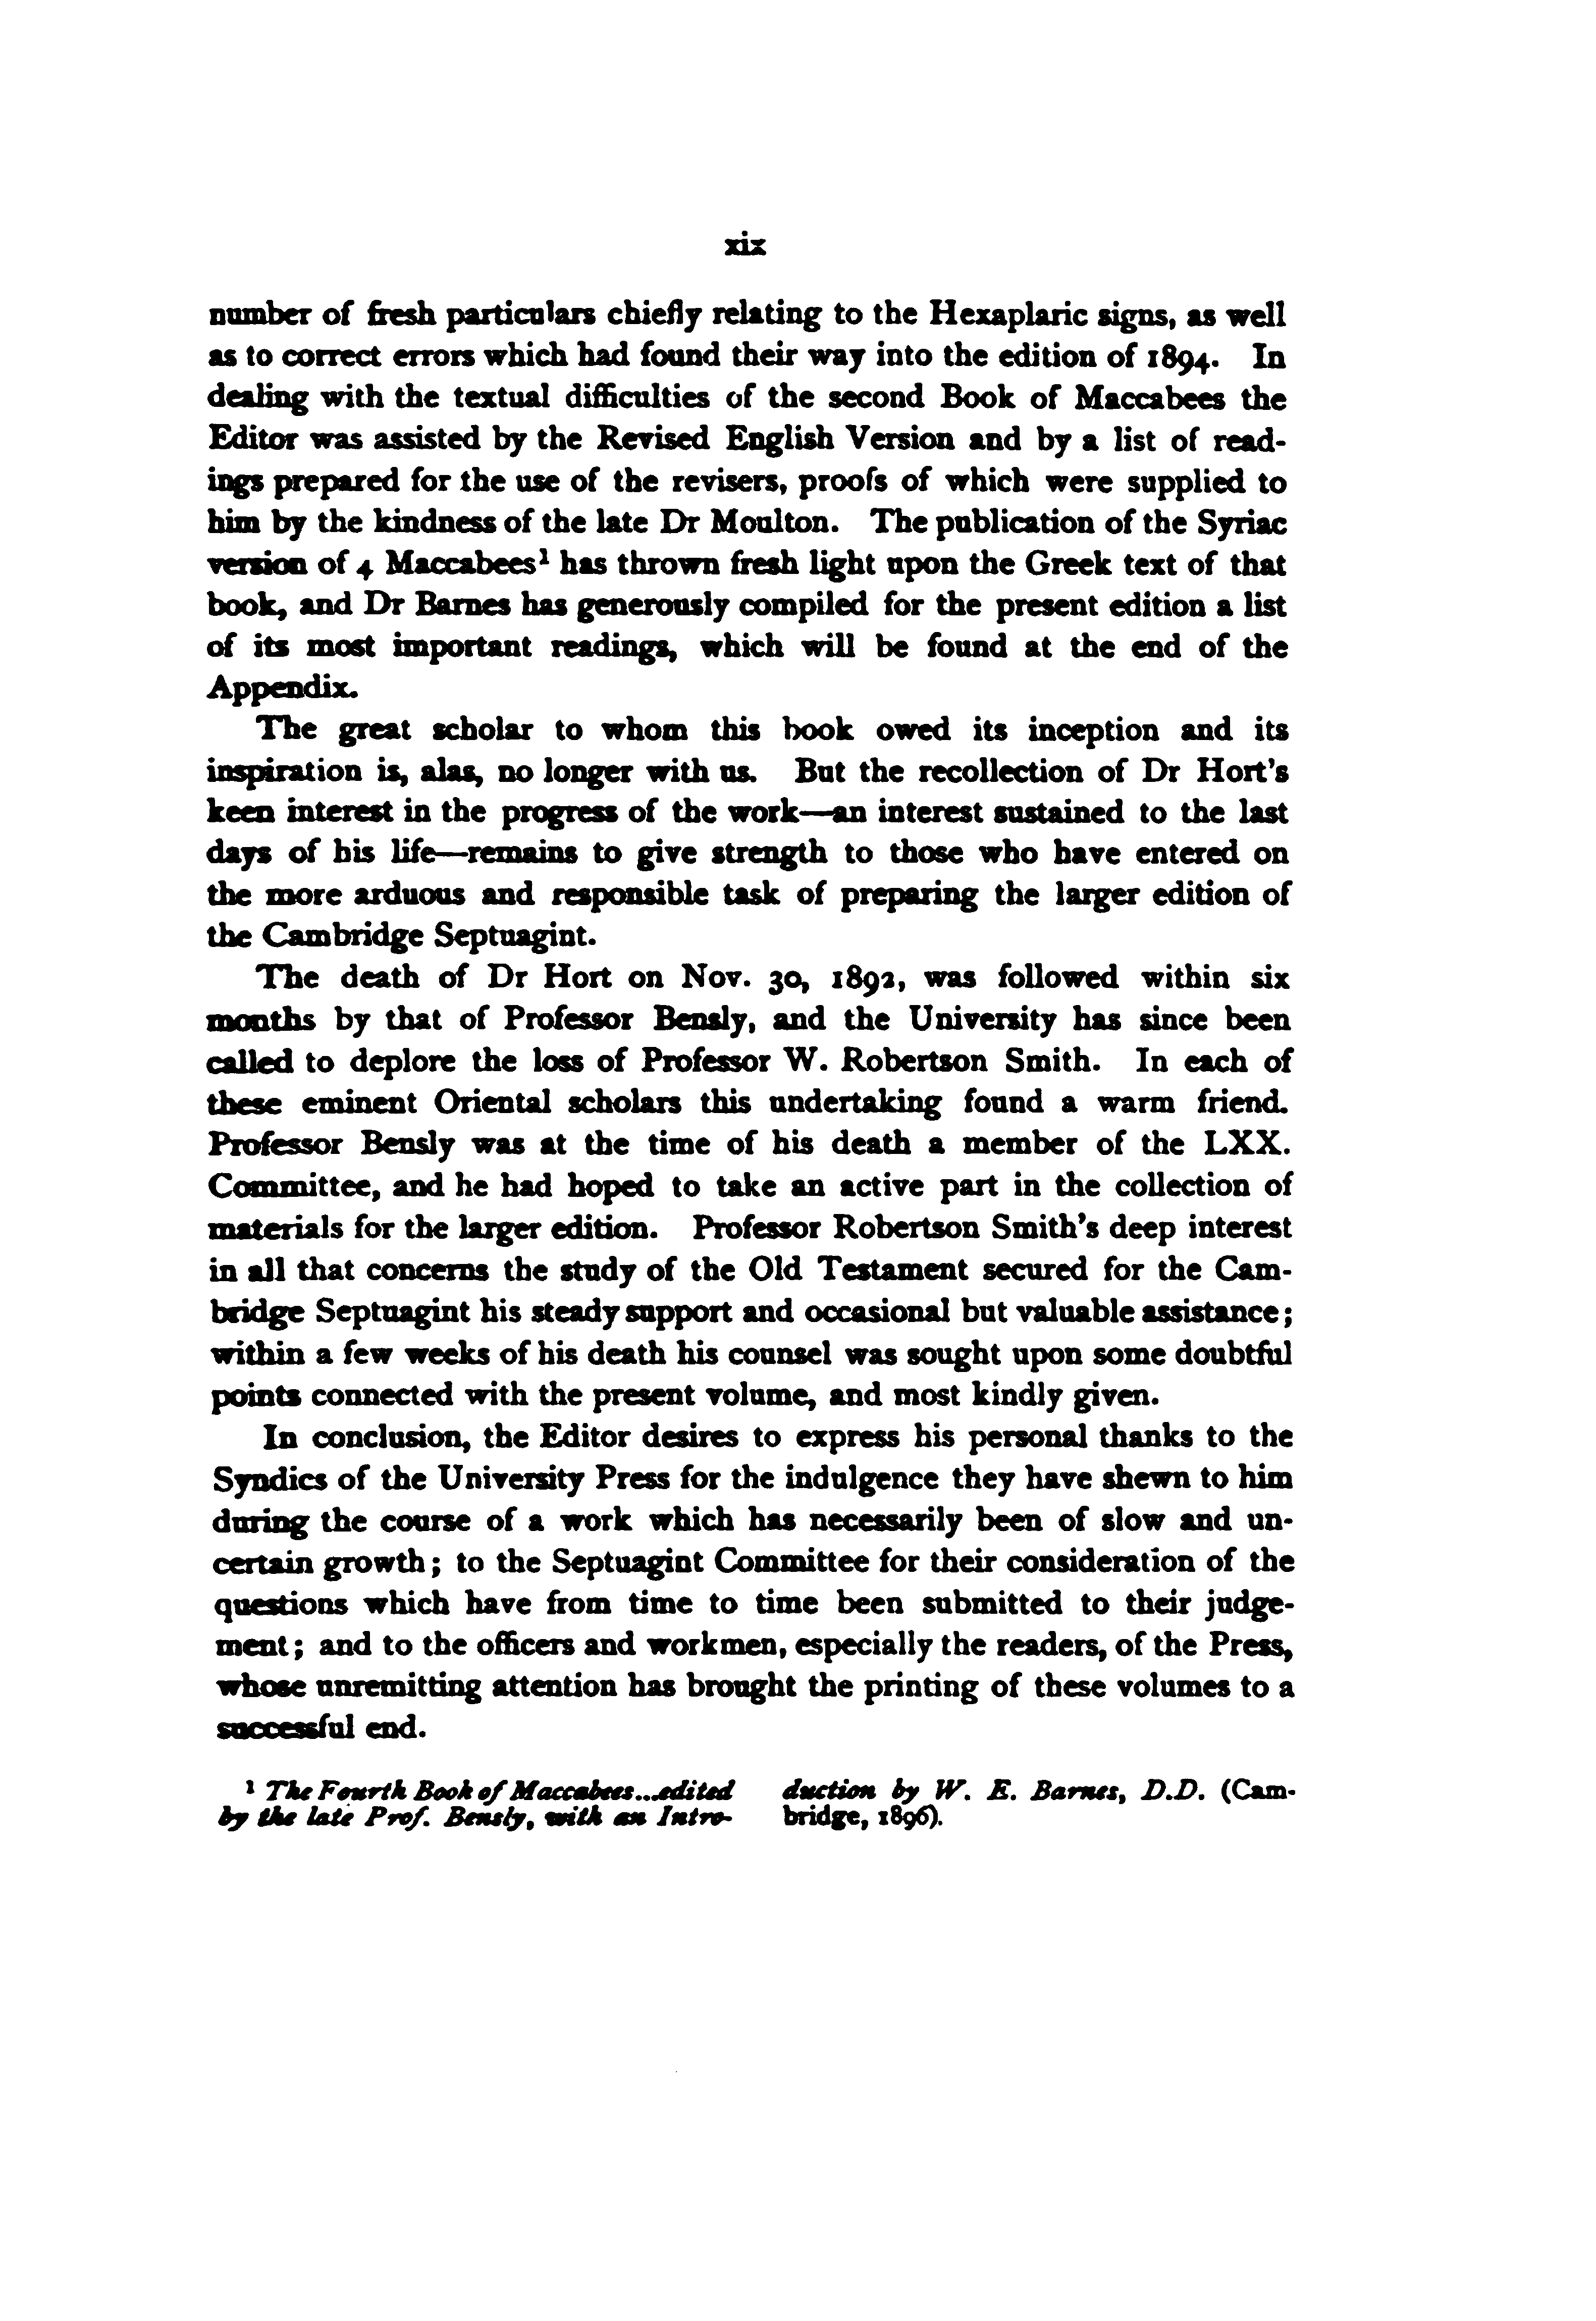 xix
number of fresh particulars chiefly relating to the Hexaplaric signs, as well
as to correct errors which had found their way into the edition of 1894. In
dealing with the textual difficulties of the second Book of Maccabees the
Editor was assisted by the Revised English Version and by a list of read-
ings prepared for the use of the revisers, proofs of which were supplied to
him by the kindness of the late Dr Moulton. The publication of the Syriac
version of 4 Maccabees¹ has thrown fresh light upon the Greek text of that
book, and Dr Barnes has generously compiled for the present edition a list
of its most important readings, which will be found at the end of the
Appendix.
The great scholar to whom this book owed its inception and its
inspiration is, alas, no longer with us. But the recollection of Dr Hort's
keen interest in the progress of the work—an interest sustained to the last
days of his life—remains to give strength to those who have entered on
the more arduous and responsible task of preparing the larger edition of
the Cambridge Septuagint.
The death of Dr Hort on Nov. 30, 1892, was followed within six
months by that of Professor Bensly, and the University has since been
called to deplore the loss of Professor W. Robertson Smith. In each of
these eminent Oriental scholars this undertaking found a warm friend.
Professor Bensly was at the time of his death a member of the LXX.
Committee, and he had hoped to take an active part in the collection of
materials for the larger edition. Professor Robertson Smith's deep interest
in all that concerns the study of the Old Testament secured for the Cam-
bridge Septuagint his steady support and occasional but valuable assistance;
within a few weeks of his death his counsel was sought upon some doubtful
points connected with the present volume, and most kindly given.
In conclusion, the Editor desires to express his personal thanks to the
Syndics of the University Press for the indulgence they have shewn to him
during the course of a work which has necessarily been of slow and un-
certain growth; to the Septuagint Committee for their consideration of the
questions which have from time to time been submitted to their judge-
ment; and to the officers and workmen, especially the readers, of the Press,
whose unremitting attention has brought the printing of these volumes to a
successful end.
¹ The Fourth Book of Maccabees...edited
by the late Prof. Bensly, with an Intro-
duction by W. E. Barnes, D.D. (Cam-
bridge, 1896).